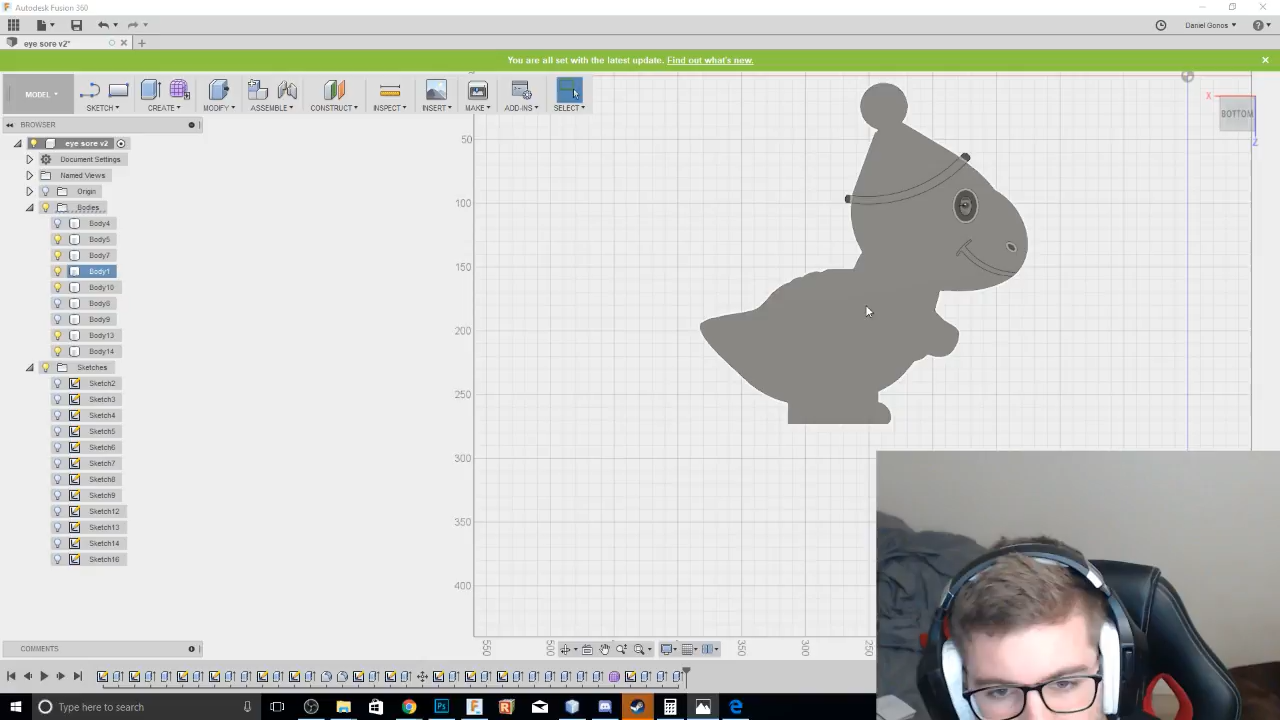 Autodesk Fusion 360
Daniel Gonos
eye sore v2*
You are all set with the latest update. Find out what's new.
MODEL
SKETCH
CREATE
MODIFY
ASSEMBLE
CONSTRUCT
INSPECT
INSERT
MAKE
ADD-INS
SELECT
BROWSER
eye sore v2
Document Settings
Named Views
Origin
Bodies
Body4
Body5
Body7
Body1
Body10
Body8
Body9
Body13
Body14
Sketches
Sketch2
Sketch3
Sketch4
Sketch5
Sketch6
Sketch7
Sketch8
Sketch9
Sketch12
Sketch13
Sketch14
Sketch16
50
100
150
200
250
300
350
400
X
BOTTOM
Z
350
300
COMMENTS
Type here to search